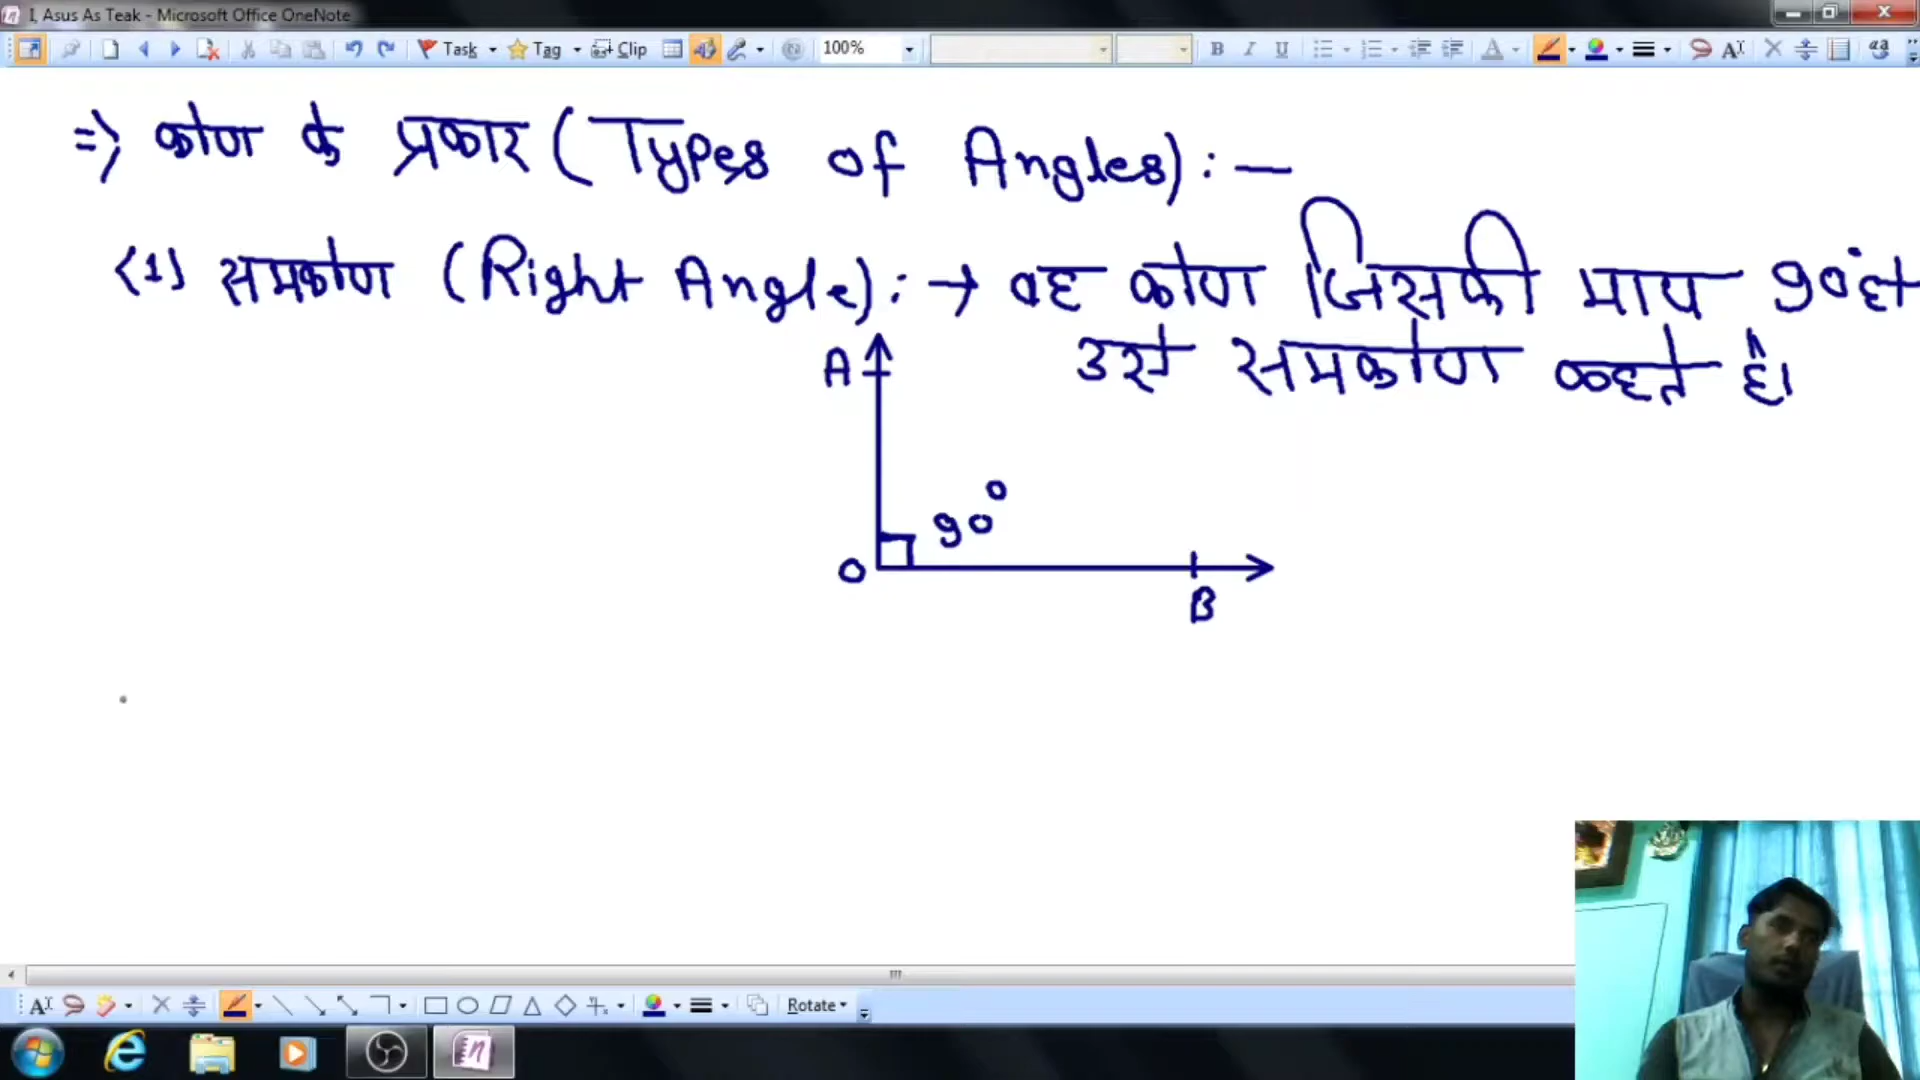 I, Asus As Teak - Microsoft Office OneNote
Task Tag Clip 100% B I U
=> कोण के प्रकार (Types of Angles) : —
(1) समकोण (Right Angle) : → वह कोण जिसकी माप 90° हो
उसे समकोण कहते है।
A
90°
O
B
Rotate